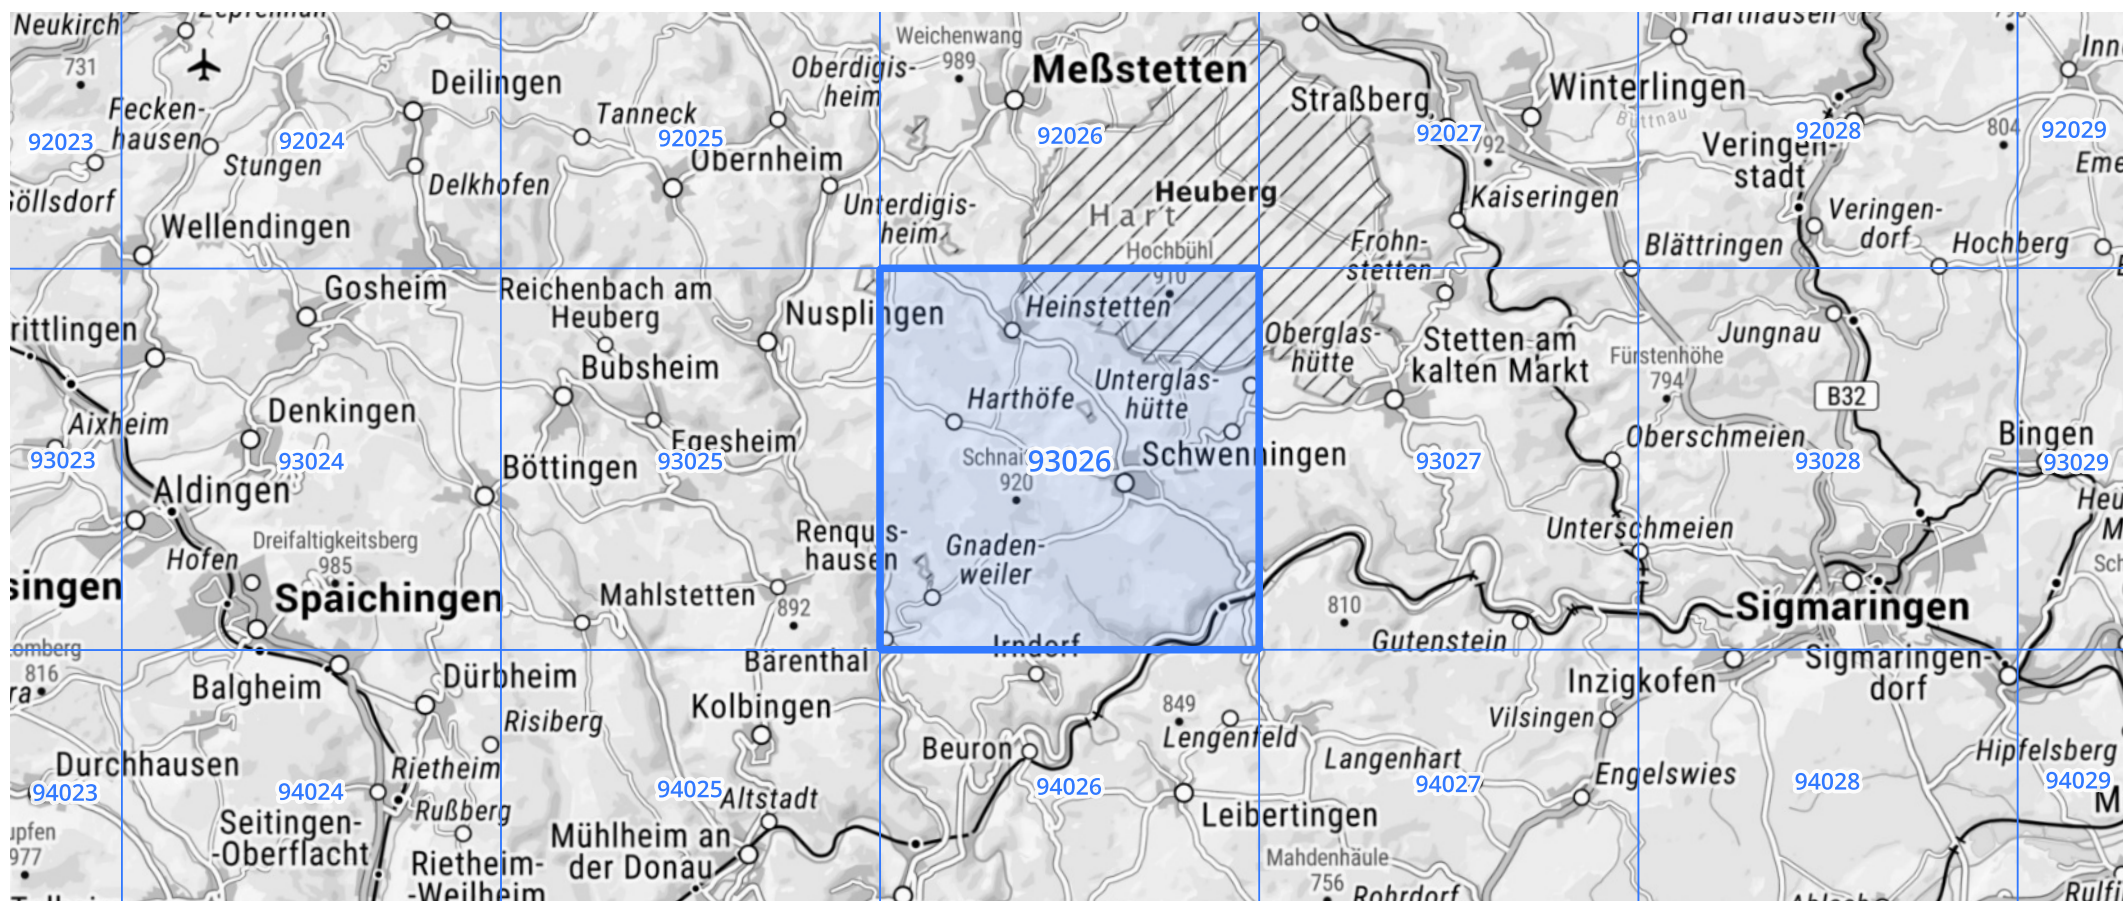 Neukirch
731
Fecken-
hausen
92023
92024
Stungen
Deilingen
Delkhofen
Wellendingen
Tanneck
92025
Obernheim
Oberdigis-
heim
Unterdigis-
heim
Weichenwang
989
Meßstetten
92026
Heuberg
Hart
Hochbühl
910
Straßberg
92027
792
Kaiseringen
Frohn-
stetten
Winterlingen
Büttnau
Harthausen
Veringen-
stadt
92028
Veringen-
dorf
Blättringen
Hochberg
804
92029
Gosheim
Reichenbach am
Heuberg
Bubsheim
Nusplingen
Heinstetten
Harthöfe
Unterglas-
hütte
Oberglas-
hütte
Stetten am
kalten Markt
Fürstenhöhe
794
Jungnau
B32
Aixheim
93023
Denkingen
93024
Aldingen
Böttingen
Egesheim
93025
93026
920
Schwenningen
93027
Oberschmeien
93028
Bingen
93029
Hofen
Dreifaltigkeitsberg
985
Spaichingen
Mahlstetten
892
Renquis-
hausen
Gnaden-
weiler
Irndorf
810
Gutenstein
Unterschmeien
Sigmaringen
816
Balgheim
Dürbheim
Risiberg
Bärenthal
Kolbingen
Beuron
849
Lengenfeld
Langenhart
Inzigkofen
Vilsingen
Sigmaringen-
dorf
Hipfelsberg
Durchhausen
94023
94024
Rietheim
Rußberg
94025
Altstadt
94026
Leibertingen
94027
Engelswies
94028
94029
977
Seitingen-
-Oberflacht
Rietheim-
-Weilheim
Mühlheim an
der Donau
Mahdenhäule
756
Rohrdorf